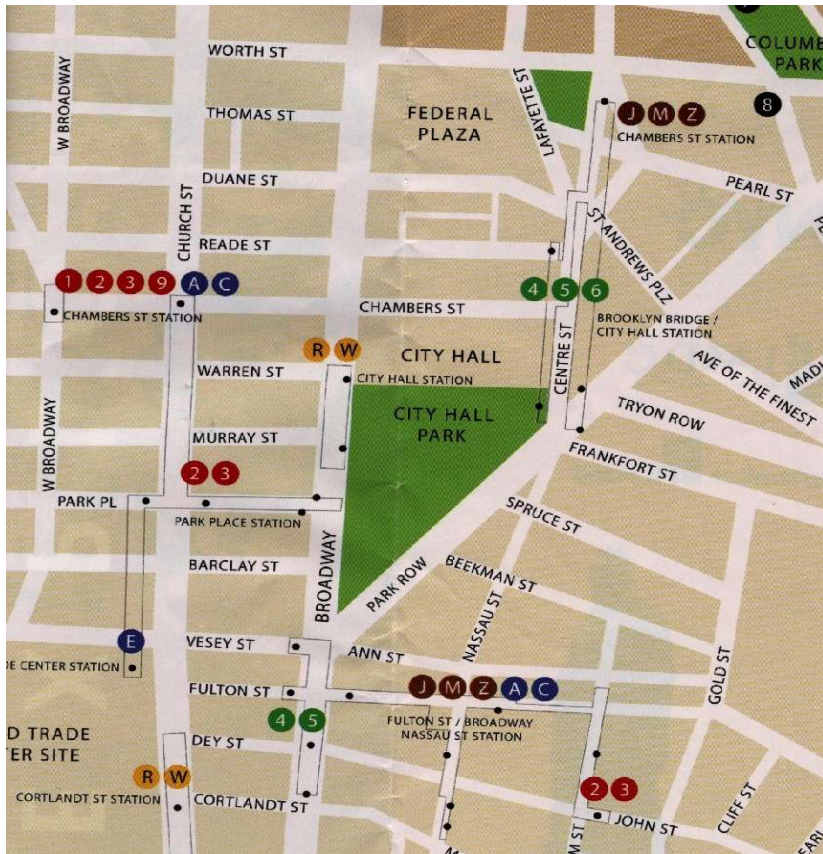 WORTH ST
COLUMB
PARK
W BROADWAY
THOMAS ST
FEDERAL
PLAZA
LAFAYETTE ST
J M Z
CHAMBERS ST STATION
8
DUANE ST
PEARL ST
CHURCH ST
READE ST
ST ANDREWS PLZ
1 2 3 9 A C
CHAMBERS ST STATION
CHAMBERS ST
4 5 6
BROOKLYN BRIDGE /
CITY HALL STATION
CENTRE ST
R W
CITY HALL
WARREN ST
CITY HALL STATION
AVE OF THE FINEST
MADI
CITY HALL
PARK
TRYON ROW
W BROADWAY
MURRAY ST
FRANKFORT ST
2 3
PARK PL
PARK PLACE STATION
SPRUCE ST
BARCLAY ST
BROADWAY
PARK ROW
BEEKMAN ST
NASSAU ST
E
VESEY ST
ANN ST
DE CENTER STATION
GOLD ST
FULTON ST
J M Z A C
4 5
FULTON ST / BROADWAY
NASSAU ST STATION
D TRADE
TER SITE
DEY ST
R W
CORTLANDT ST STATION
CORTLANDT ST
2 3
JOHN ST
CLIFF ST
M ST
EARL